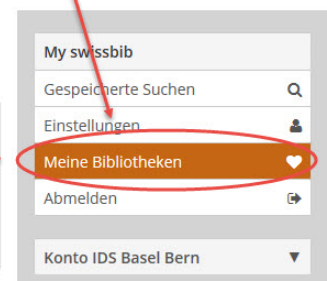 My swissbib
Gespeicherte Suchen
Einstellungen
Meine Bibliotheken
Abmelden
Konto IDS Basel Bern